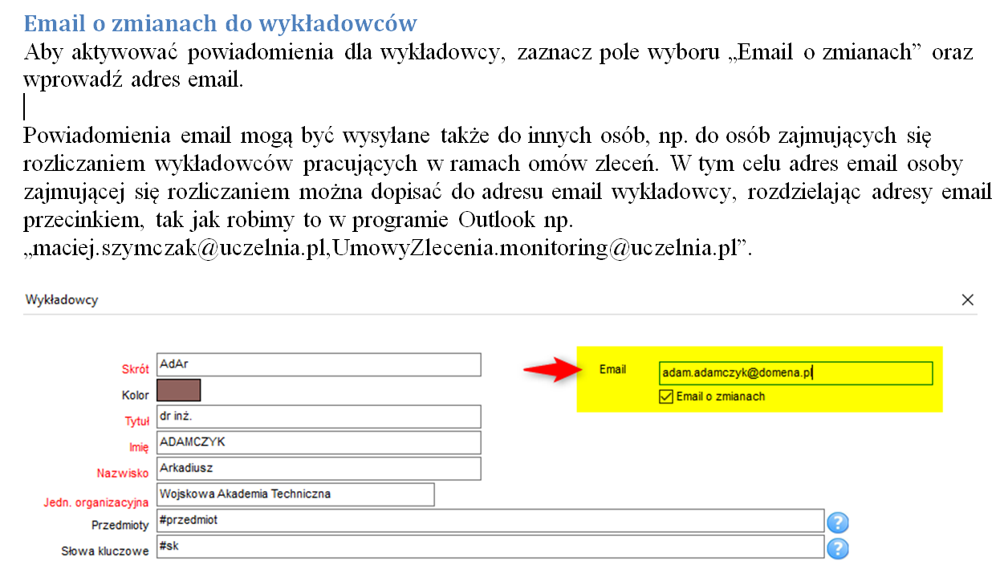 Email o zmianach do wykładowców
Aby aktywować powiadomienia dla wykładowcy, zaznacz pole wyboru „Email o zmianach” oraz
wprowadź adres email.
Powiadomienia email mogą być wysyłane także do innych osób, np. do osób zajmujących się
rozliczaniem wykładowców pracujących w ramach omów zleceń. W tym celu adres email osoby
zajmującej się rozliczaniem można dopisać do adresu email wykładowcy, rozdzielając adresy email
przecinkiem, tak jak robimy to w programie Outlook np.
„maciej.szymczak@uczelnia.pl,UmowyZlecenia.monitoring@uczelnia.pl”.
Wykładowcy
Skrót AdAr
Email adam.adamczyk@domena.pl
Kolor
Email o zmianach
Tytuł dr inż.
Imię ADAMCZYK
Nazwisko Arkadiusz
Jedn. organizacyjna Wojskowa Akademia Techniczna
Przedmioty #przedmiot ?
Słowa kluczowe #sk ?